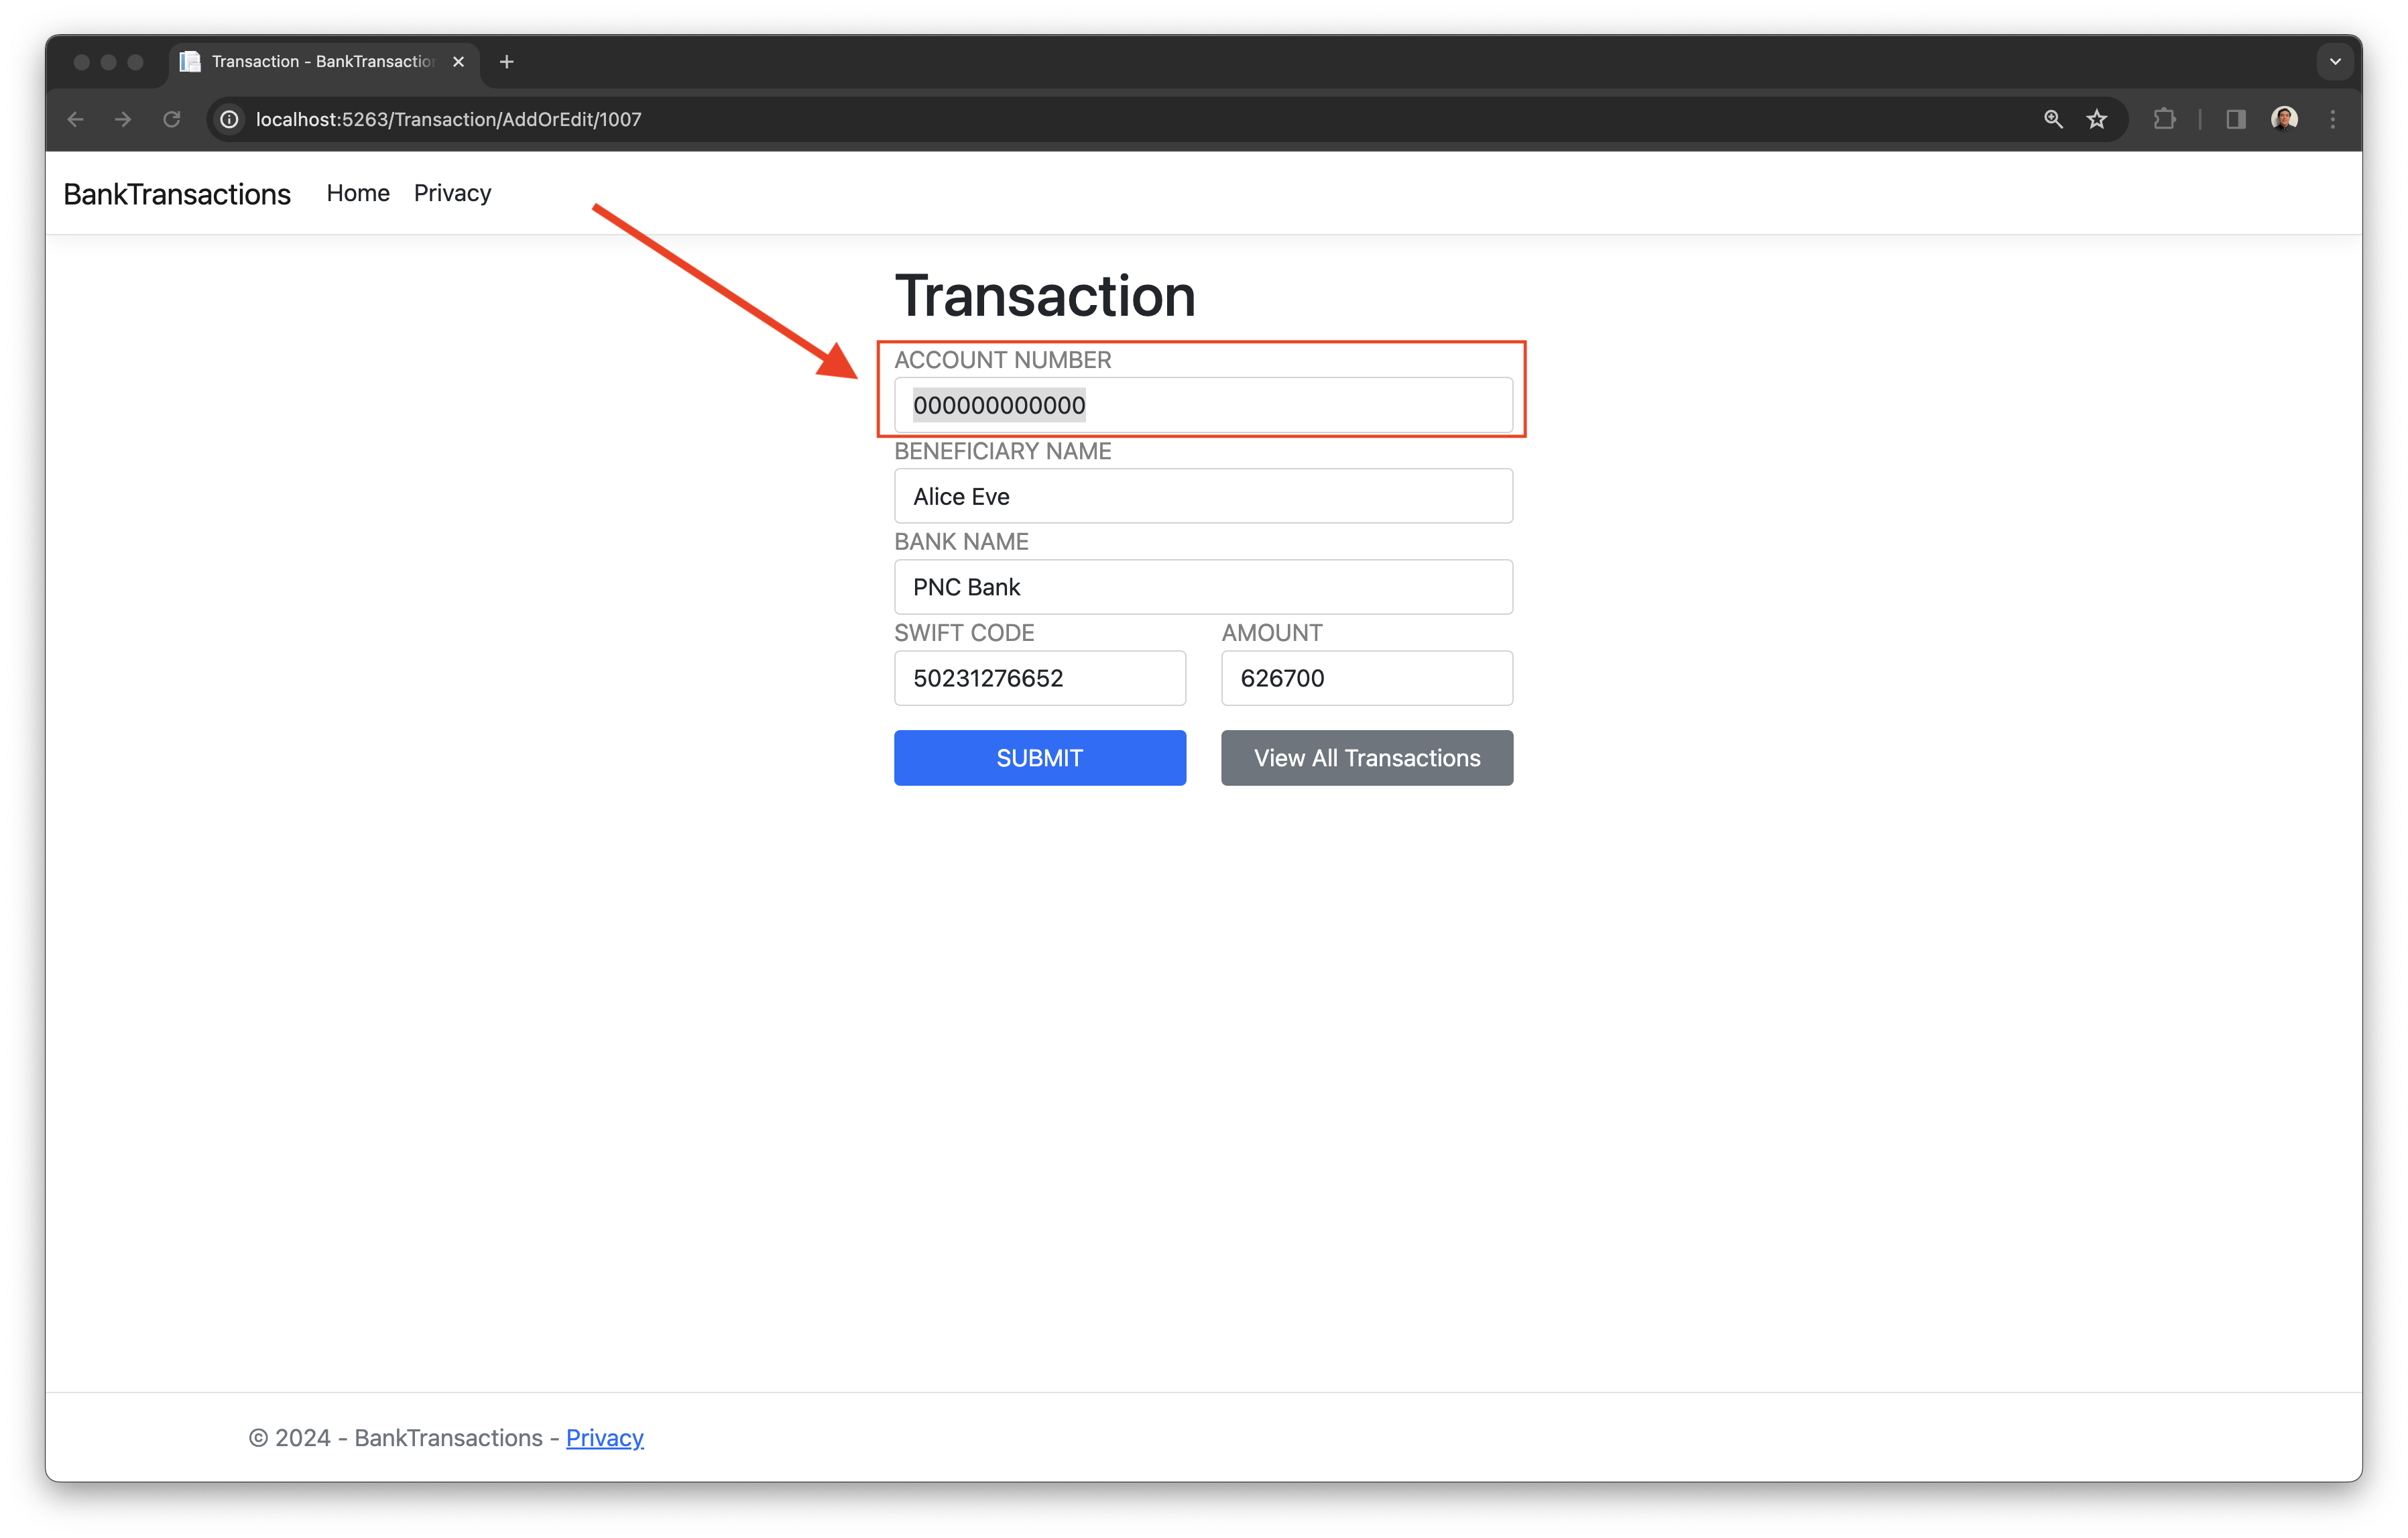 Transaction - BankTransaction
localhost:5263/Transaction/AddOrEdit/1007
BankTransactions Home Privacy
Transaction
ACCOUNT NUMBER
000000000000
BENEFICIARY NAME
Alice Eve
BANK NAME
PNC Bank
SWIFT CODE AMOUNT
50231276652 626700
SUBMIT View All Transactions
© 2024 - BankTransactions - Privacy